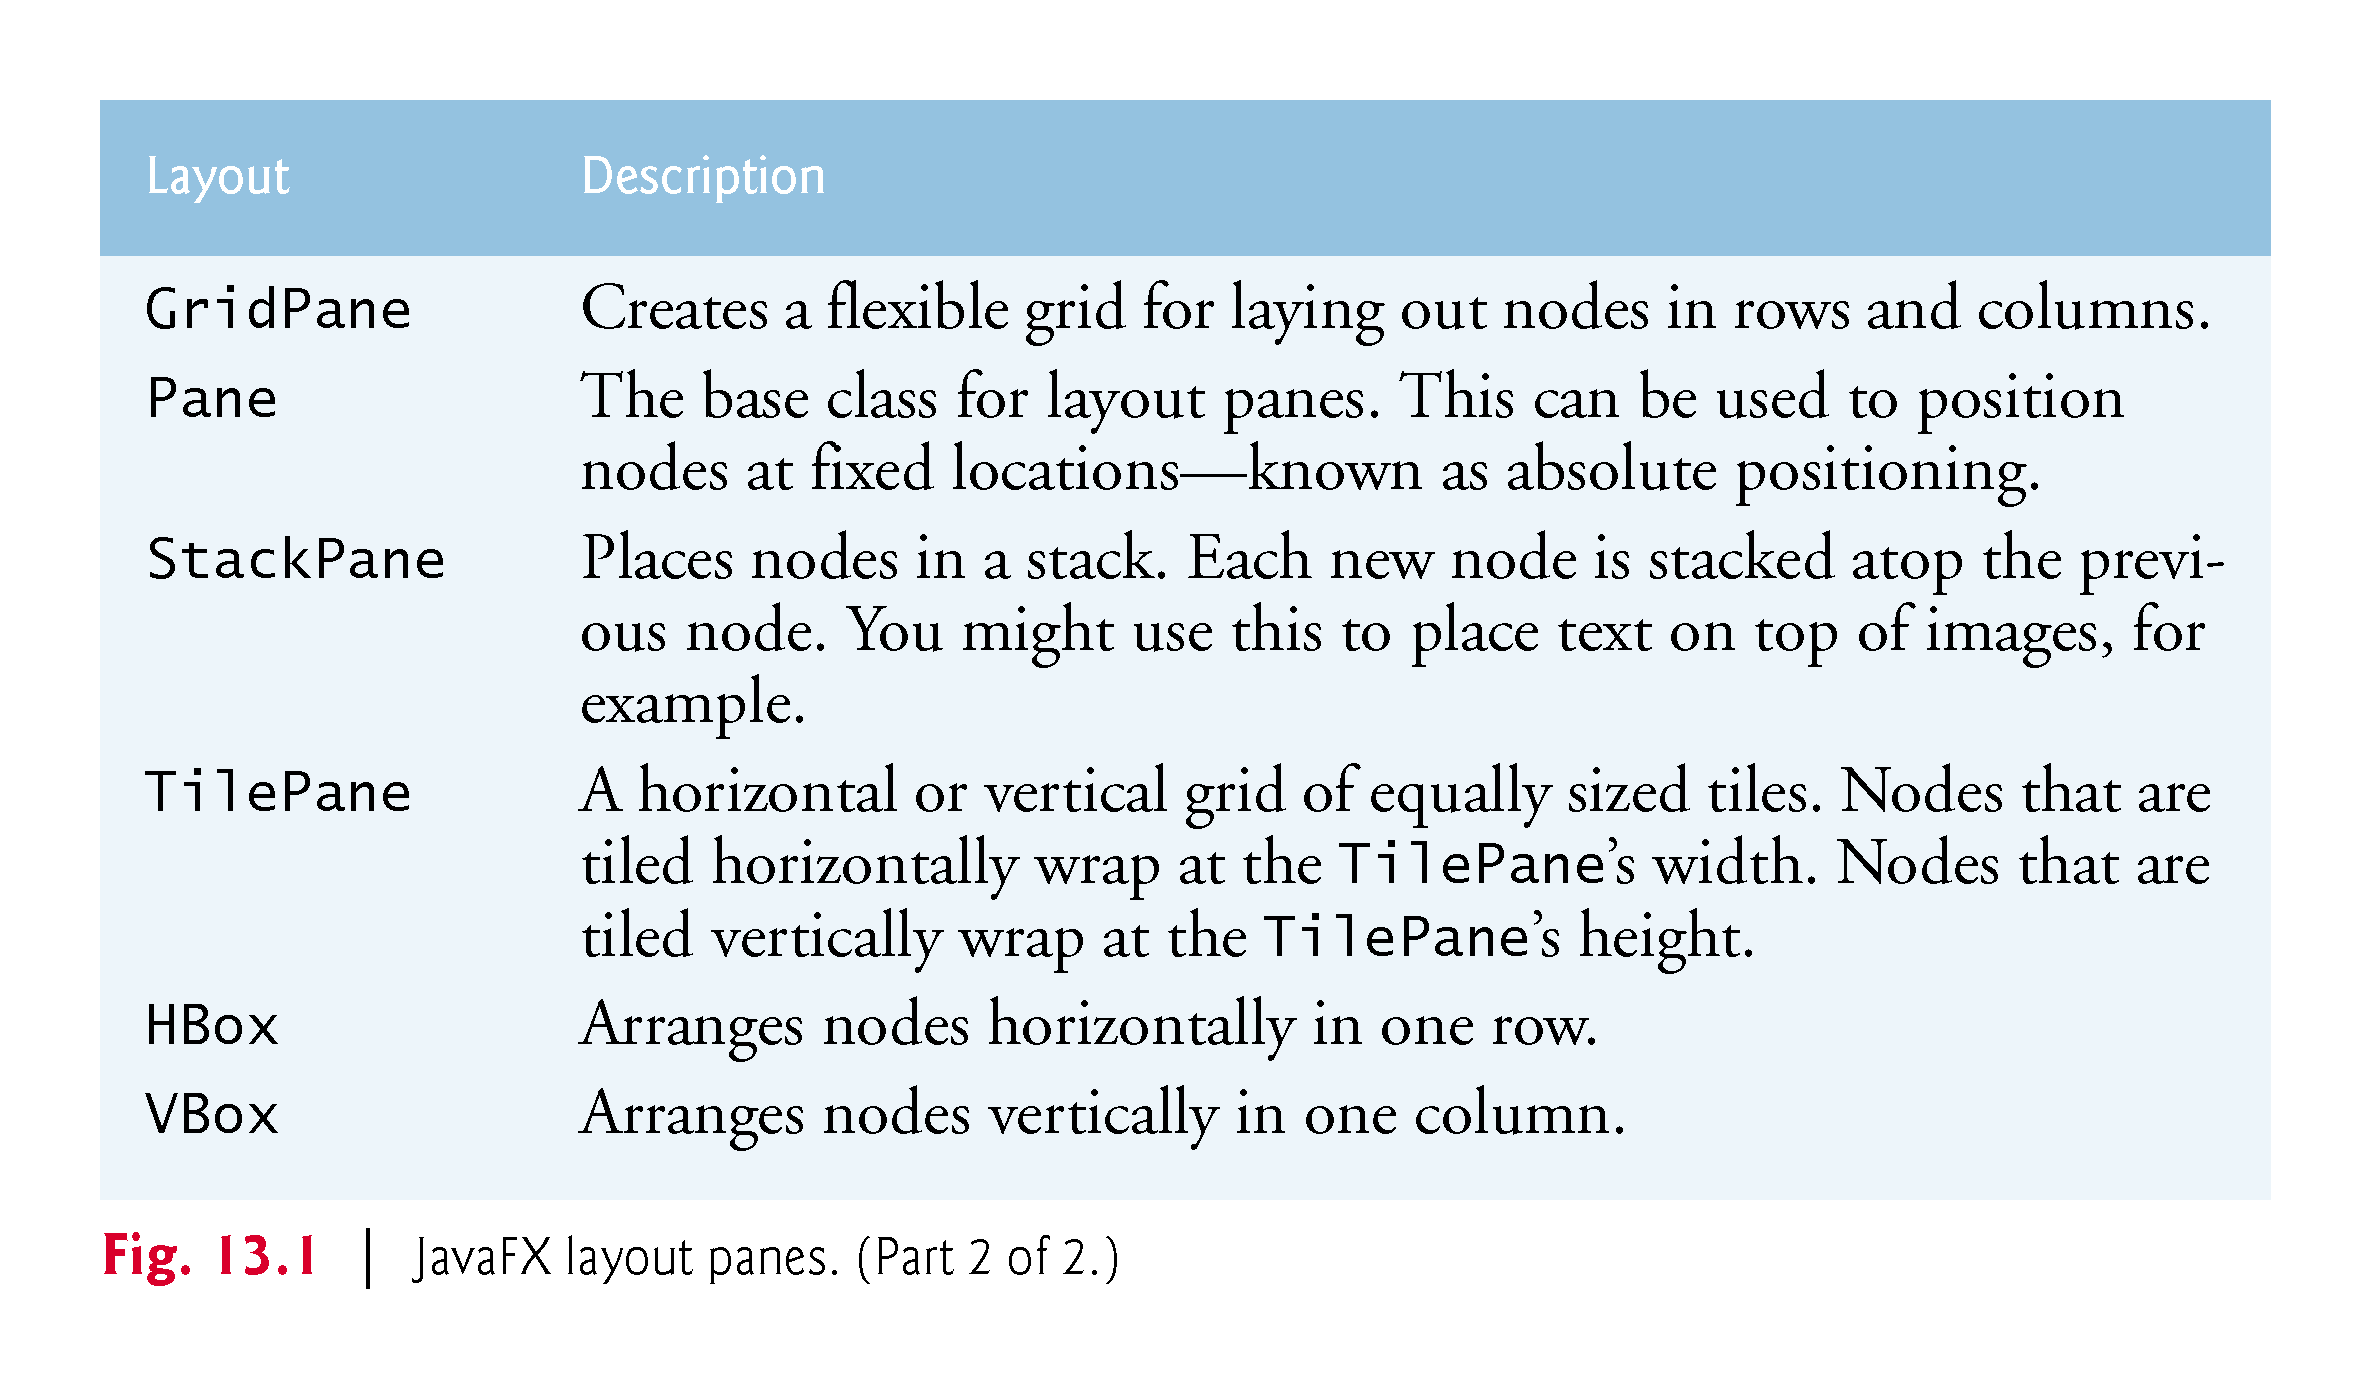 Layout Description
GridPane Creates a flexible grid for laying out nodes in rows and columns.
Pane The base class for layout panes. This can be used to position
nodes at fixed locations—known as absolute positioning.
StackPane Places nodes in a stack. Each new node is stacked atop the previ-
ous node. You might use this to place text on top of images, for
example.
TilePane A horizontal or vertical grid of equally sized tiles. Nodes that are
tiled horizontally wrap at the TilePane’s width. Nodes that are
tiled vertically wrap at the TilePane’s height.
HBox Arranges nodes horizontally in one row.
VBox Arranges nodes vertically in one column.
Fig. 13.1 | JavaFX layout panes. (Part 2 of 2.)